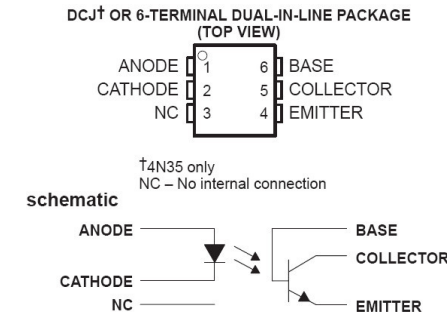 DCJ† OR 6-TERMINAL DUAL-IN-LINE PACKAGE
(TOP VIEW)
ANODE 1 6 BASE
CATHODE 2 5 COLLECTOR
NC 3 4 EMITTER
†4N35 only
NC – No internal connection
schematic
ANODE BASE
COLLECTOR
CATHODE
NC EMITTER